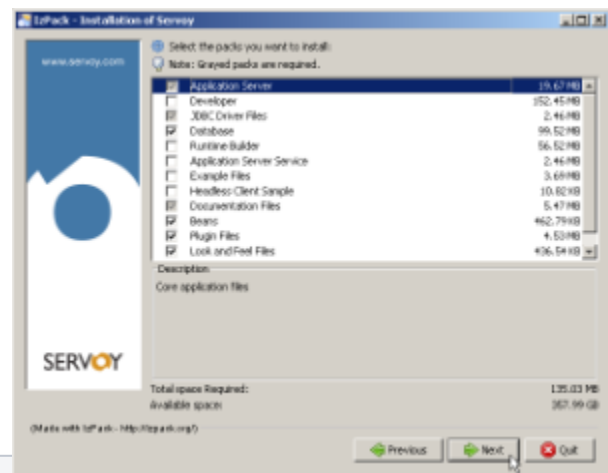 IzPack - Installation of Servoy
www.servoy.com
Select the packs you want to install:
Note: Grayed packs are required.
Application Server 19.67 MB
Developer 152.45 MB
JDBC Driver Files 2.46 MB
Database 99.52 MB
Runtime Builder 56.52 MB
Application Server Service 2.46 MB
Example Files 3.69 MB
Headless Client Sample 10.82 KB
Documentation Files 5.47 MB
Beans 462.79 KB
Plugin Files 4.53 MB
Look and Feel Files 436.54 KB
Description
Core application files
SERVOY
Total space Required: 135.03 MB
Available space: 357.99 GB
(Made with IzPack - http://izpack.org/)
Previous
Next
Quit